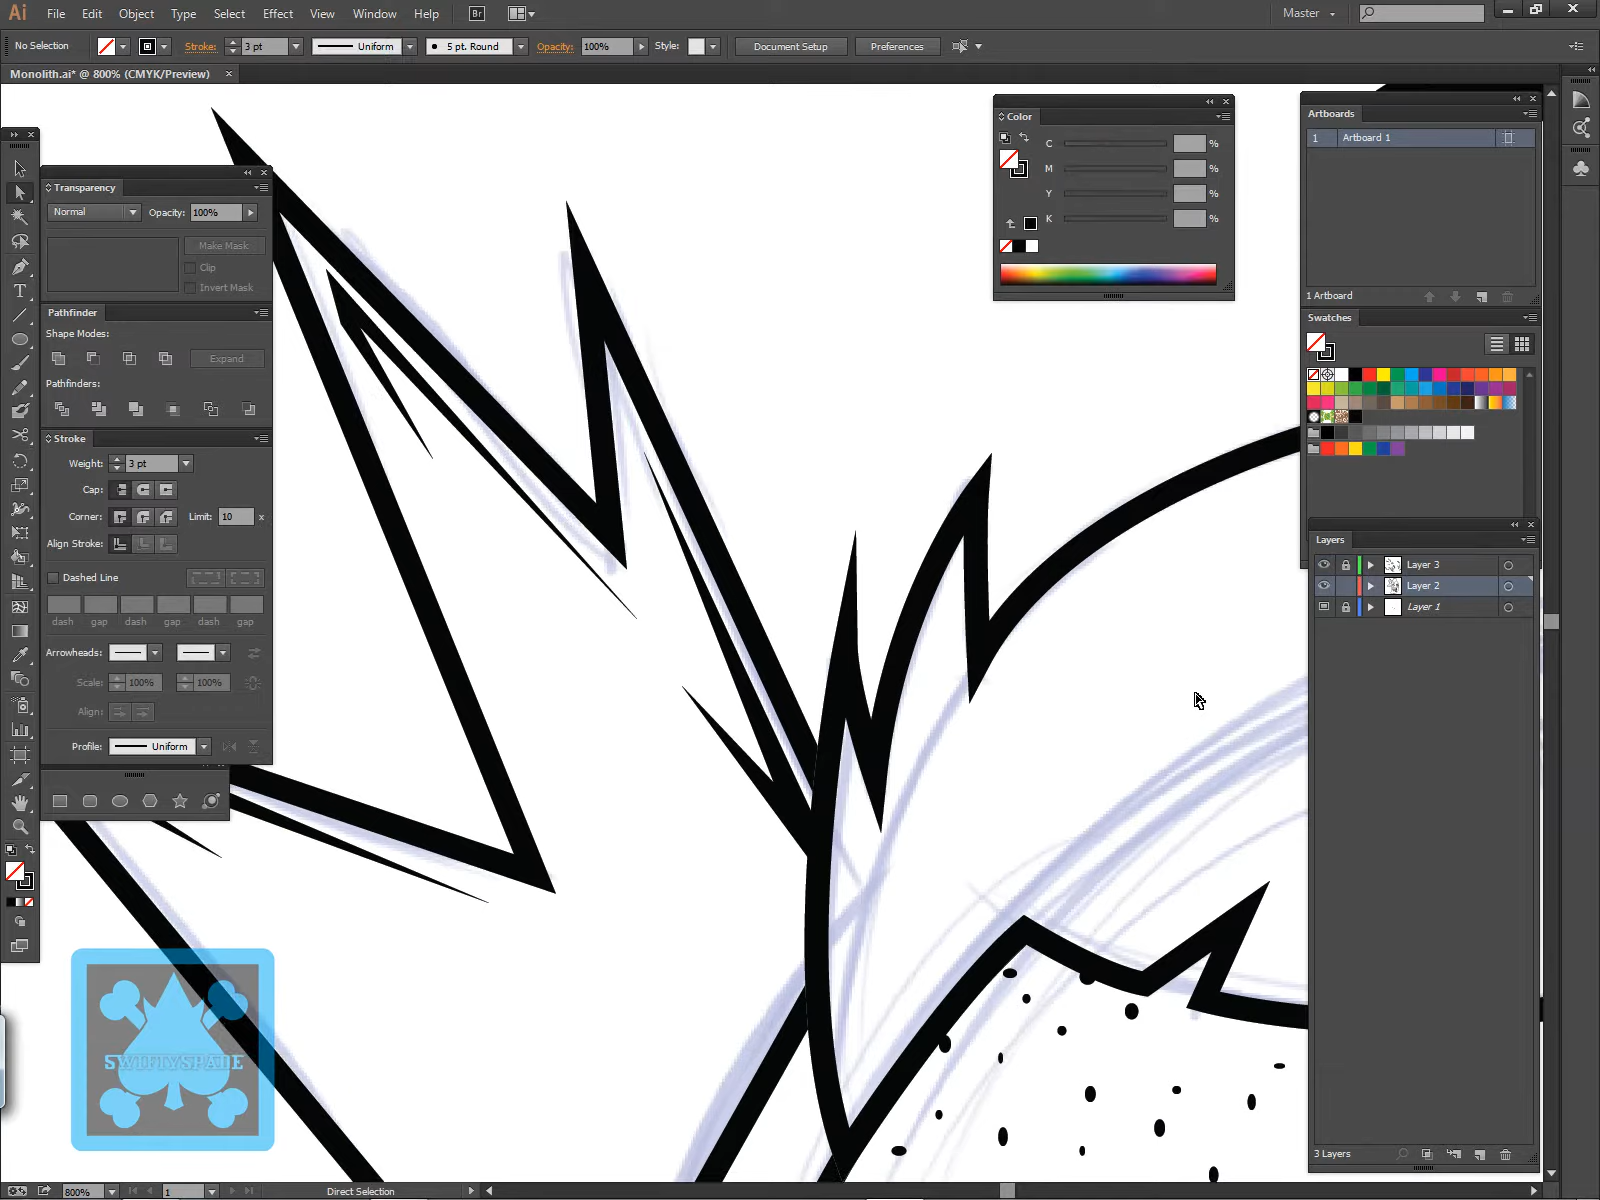 Ai File Edit Object Type Select Effect View Window Help Br Master
No Selection Stroke: 3 pt Uniform 5 pt. Round Opacity: 100% Style: Document Setup Preferences
Monolith.ai* @ 800% (CMYK/Preview)
Transparency
Normal Opacity: 100%
Make Mask
Clip
Invert Mask
Pathfinder
Shape Modes:
Expand
Pathfinders:
Stroke
Weight: 3 pt
Cap:
Corner: Limit: 10 x
Align Stroke:
Dashed Line
dash gap dash gap dash gap
Arrowheads:
Scale: 100% 100%
Align:
Profile: Uniform
Color
C %
M %
Y %
K %
Artboards
1 Artboard 1
1 Artboard
Swatches
Layers
Layer 3
Layer 2
Layer 1
3 Layers
SWIFTYSPADE
800% 1 Direct Selection